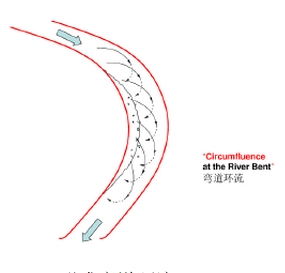 "Circumfluence
at the River Bent"
弯道环流